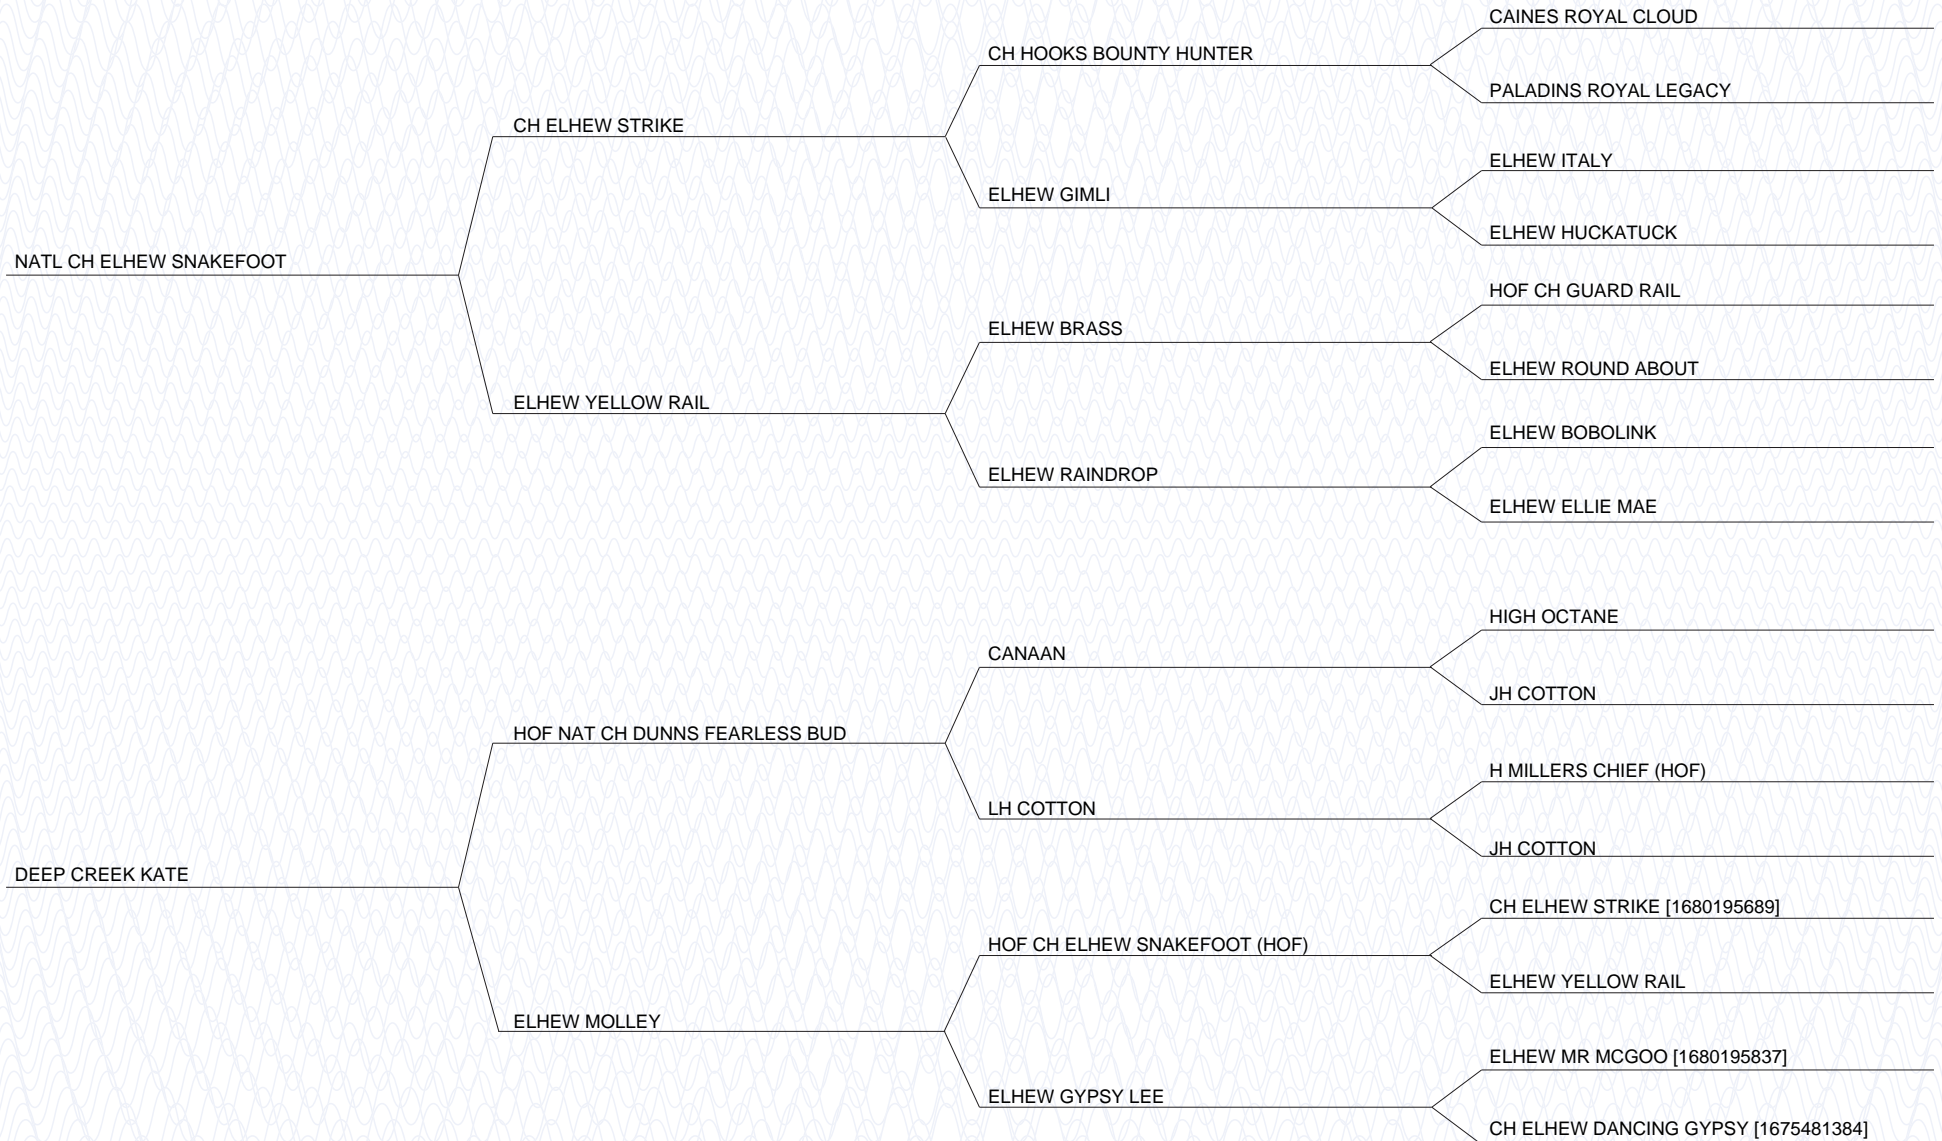 CAINES ROYAL CLOUD
CH HOOKS BOUNTY HUNTER
PALADINS ROYAL LEGACY
CH ELHEW STRIKE
ELHEW ITALY
ELHEW GIMLI
ELHEW HUCKATUCK
NATL CH ELHEW SNAKEFOOT
HOF CH GUARD RAIL
ELHEW BRASS
ELHEW ROUND ABOUT
ELHEW YELLOW RAIL
ELHEW BOBOLINK
ELHEW RAINDROP
ELHEW ELLIE MAE
HIGH OCTANE
CANAAN
JH COTTON
HOF NAT CH DUNNS FEARLESS BUD
H MILLERS CHIEF (HOF)
LH COTTON
JH COTTON
DEEP CREEK KATE
CH ELHEW STRIKE [1680195689]
HOF CH ELHEW SNAKEFOOT (HOF)
ELHEW YELLOW RAIL
ELHEW MOLLEY
ELHEW MR MCGOO [1680195837]
ELHEW GYPSY LEE
CH ELHEW DANCING GYPSY [1675481384]